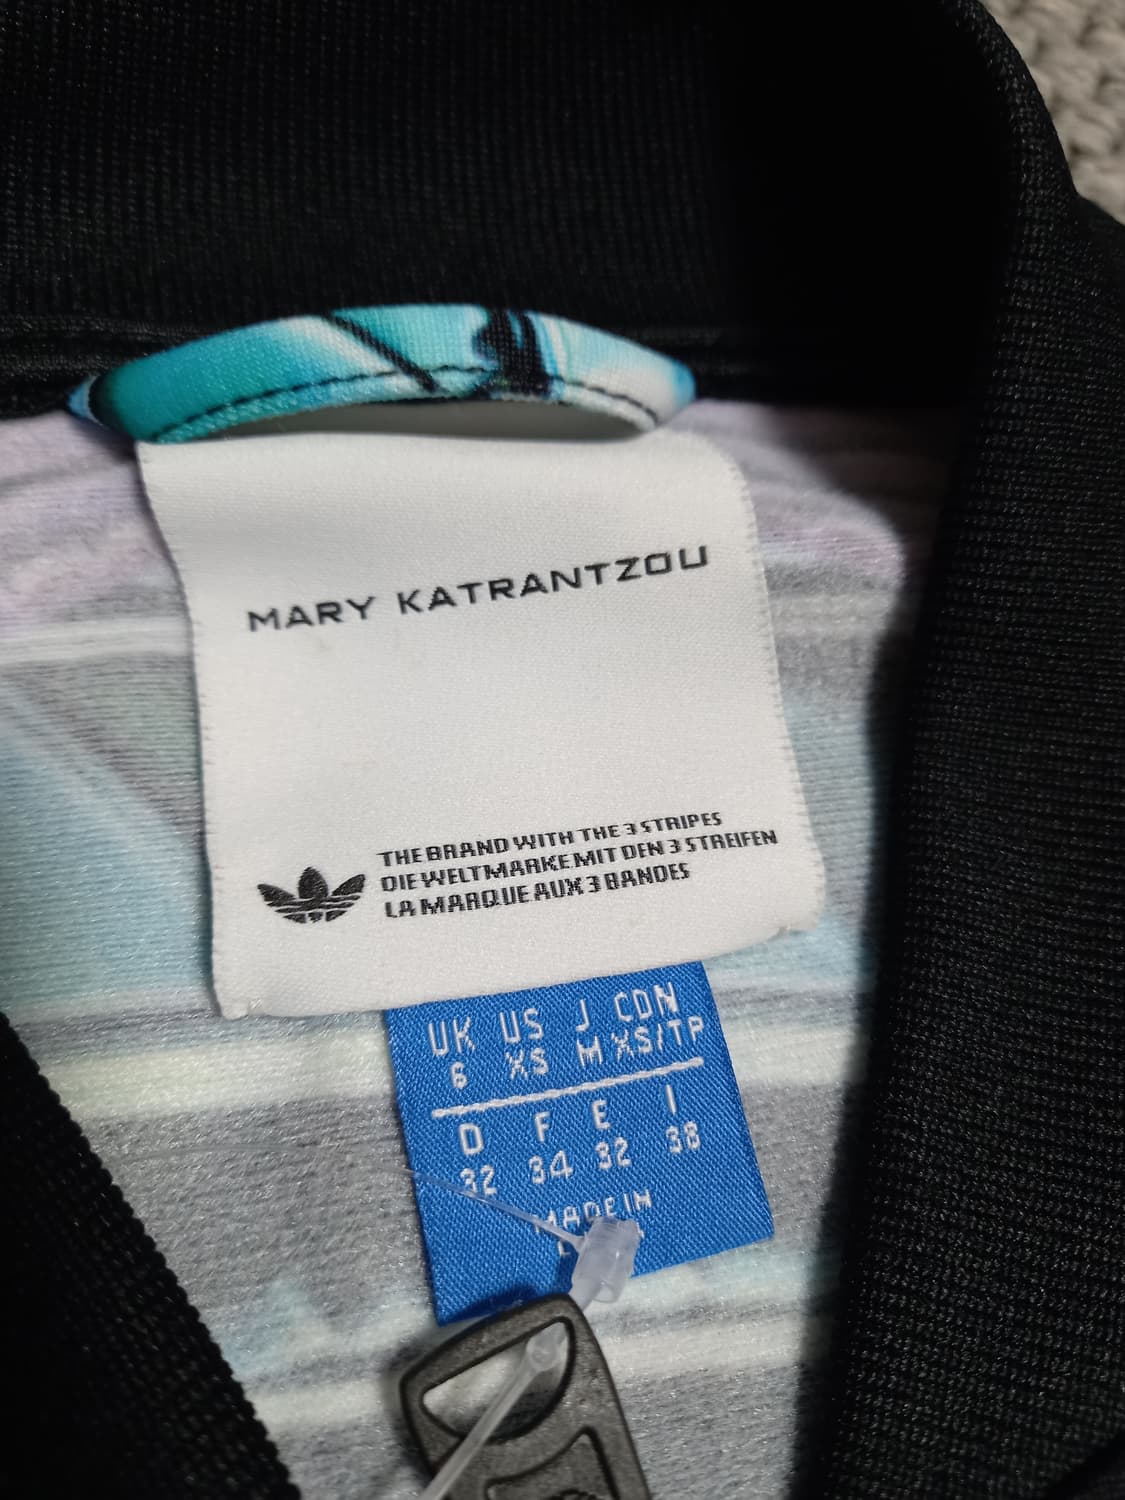 MARY KATRANTZOU
THE BRAND WITH THE 3 STRIPES
DIE WELTMARKE MIT DEN 3 STREIFEN
LA MARQUE AUX 3 BANDES
UK US J CDN
6 XS M XS/TP
D F E I
32 34 32 38
MADE IN